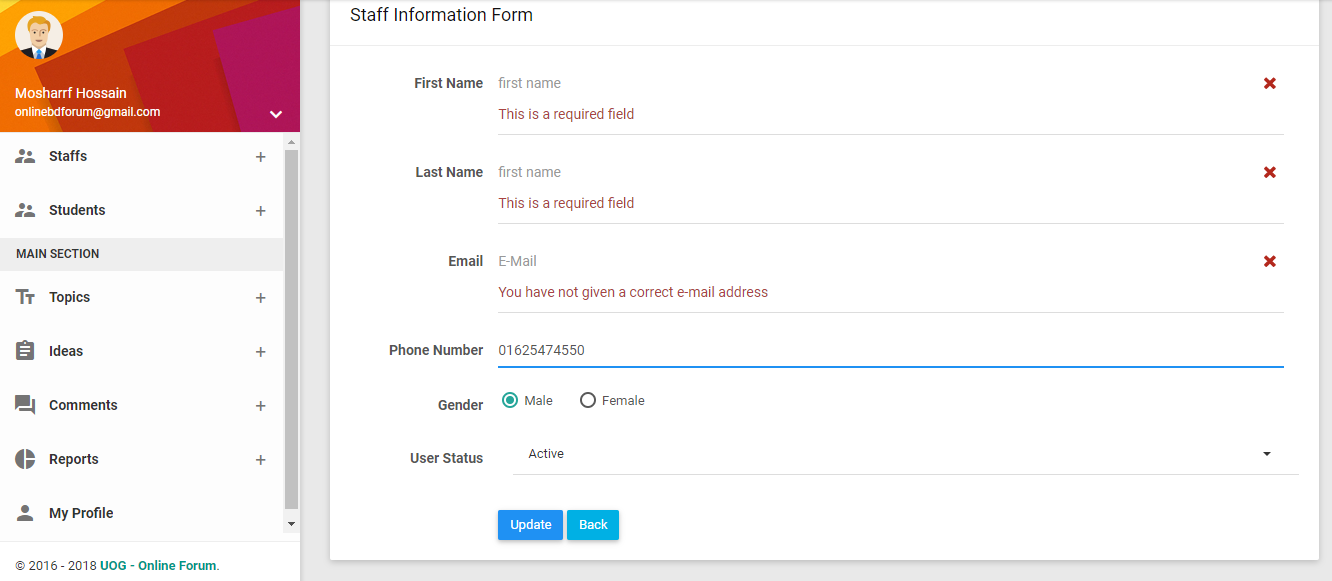 Mosharrf Hossain
onlinebdforum@gmail.com
Staffs
Students
MAIN SECTION
Topics
Ideas
Comments
Reports
My Profile
© 2016 - 2018 UOG - Online Forum.
Staff Information Form
First Name first name
This is a required field
Last Name first name
This is a required field
Email E-Mail
You have not given a correct e-mail address
Phone Number 01625474550
Gender Male Female
User Status Active
Update Back